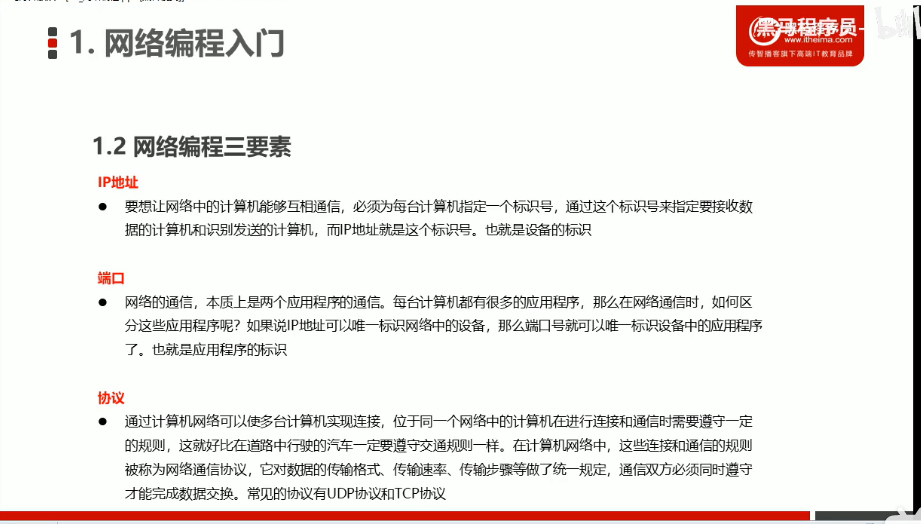 1. 网络编程入门
黑马程序员
www.itheima.com
传智播客旗下高端IT教育品牌
1.2 网络编程三要素
IP地址
● 要想让网络中的计算机能够互相通信，必须为每台计算机指定一个标识号，通过这个标识号来指定要接收数
据的计算机和识别发送的计算机，而IP地址就是这个标识号。也就是设备的标识
端口
● 网络的通信，本质上是两个应用程序的通信。每台计算机都有很多的应用程序，那么在网络通信时，如何区
分这些应用程序呢？如果说IP地址可以唯一标识网络中的设备，那么端口号就可以唯一标识设备中的应用程序
了。也就是应用程序的标识
协议
● 通过计算机网络可以使多台计算机实现连接，位于同一个网络中的计算机在进行连接和通信时需要遵守一定
的规则，这就好比在道路中行驶的汽车一定要遵守交通规则一样。在计算机网络中，这些连接和通信的规则
被称为网络通信协议，它对数据的传输格式、传输速率、传输步骤等做了统一规定，通信双方必须同时遵守
才能完成数据交换。常见的协议有UDP协议和TCP协议